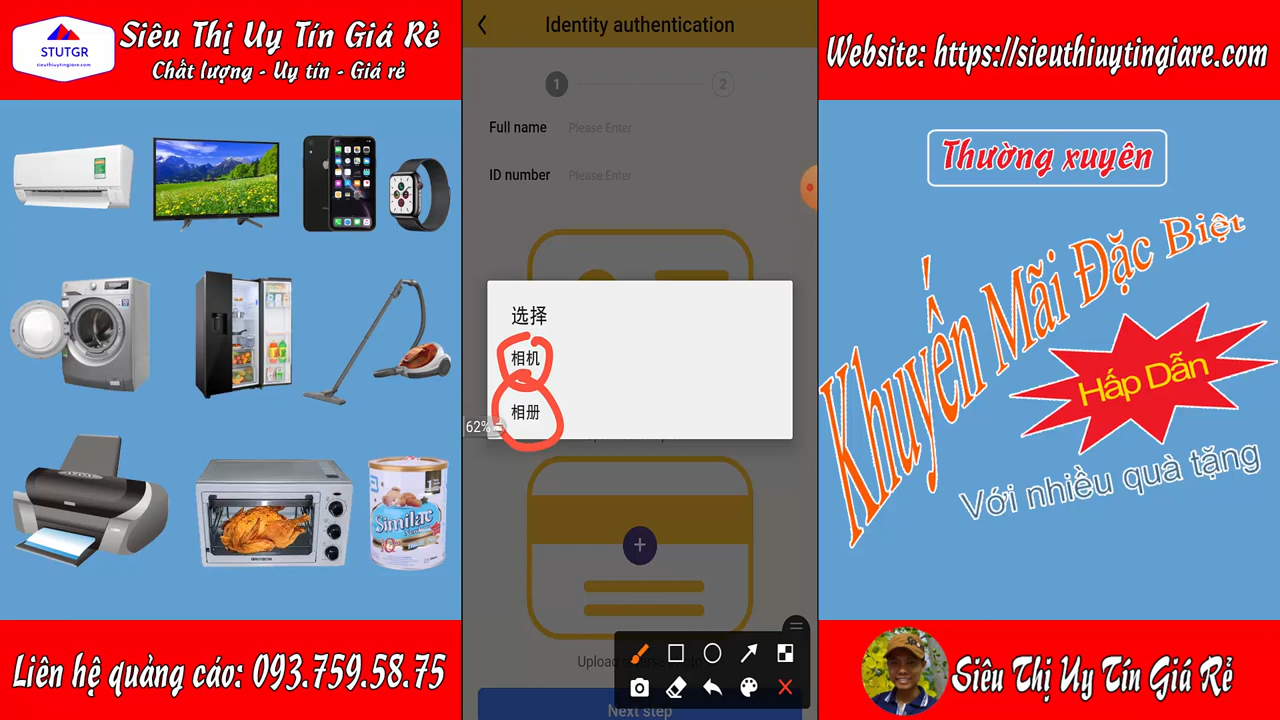 STUTGR
sieuthiuytingiare.com
Siêu Thị Uy Tín Giá Rẻ
Chất lượng - Uy tín - Giá rẻ
Identity authentication
1
2
Full name Please Enter
ID number Please Enter
选择
相机
相册
62%
Next step
Website: https://sieuthiuytingiare.com
Thường xuyên
Khuyến Mãi Đặc Biệt
Hấp Dẫn
Với nhiều quà tặng
Similac
Liên hệ quảng cáo: 093.759.58.75
Siêu Thị Uy Tín Giá Rẻ